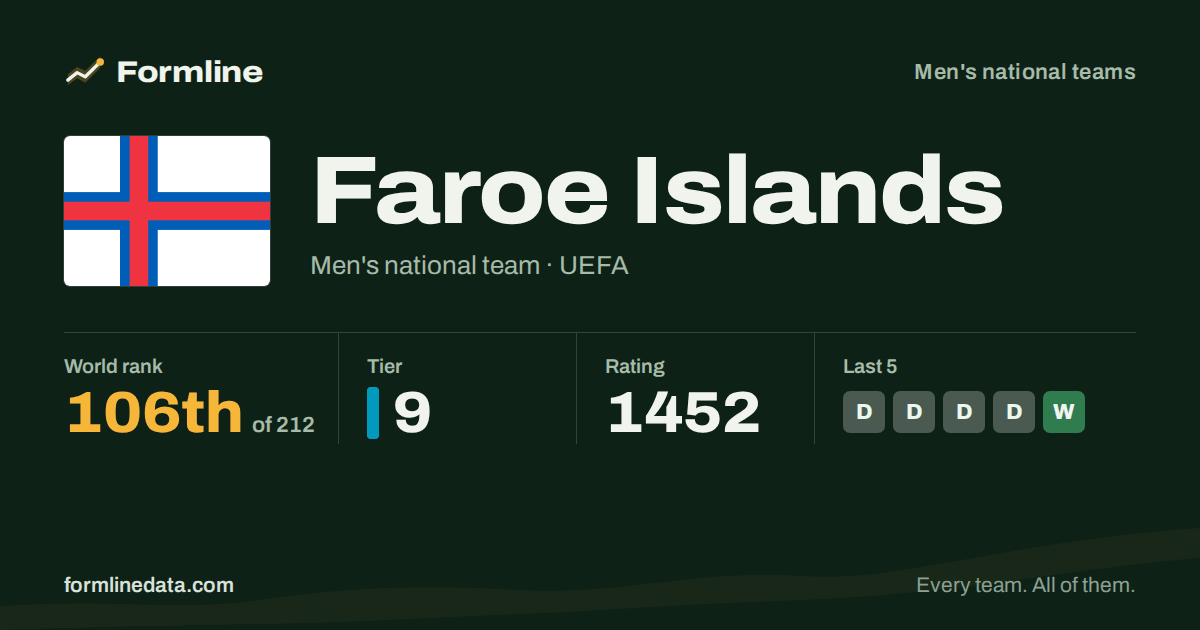 Formline
Men's national teams
Faroe Islands
Men's national team · UEFA
World rank
106th of 212
Tier
9
Rating
1452
Last 5
D D D D W
formlinedata.com
Every team. All of them.